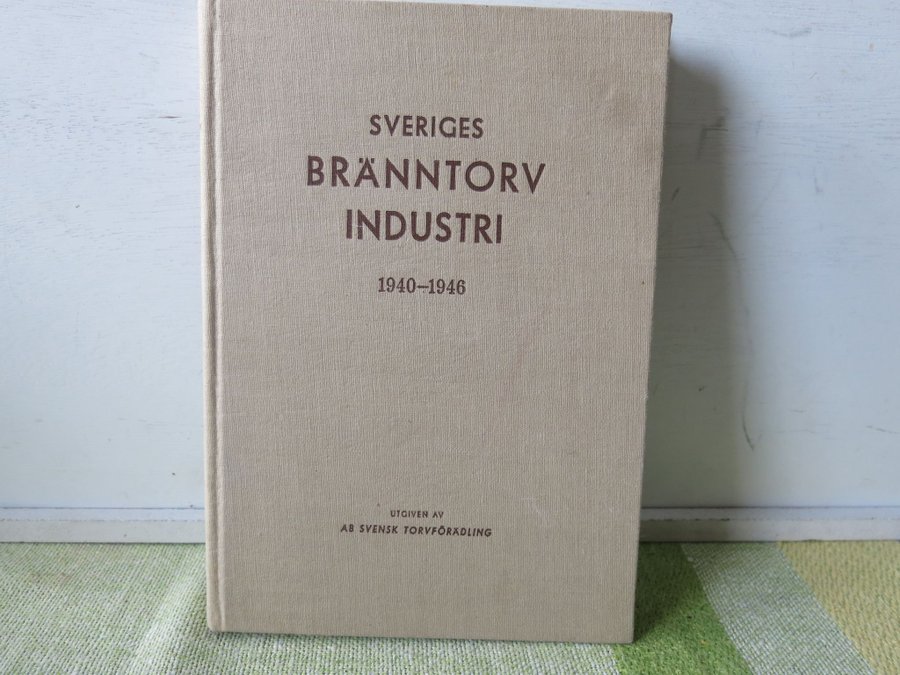 SVERIGES
BRÄNNTORV
INDUSTRI
1940–1946
UTGIVEN AV
AB SVENSK TORVFÖRÄDLING